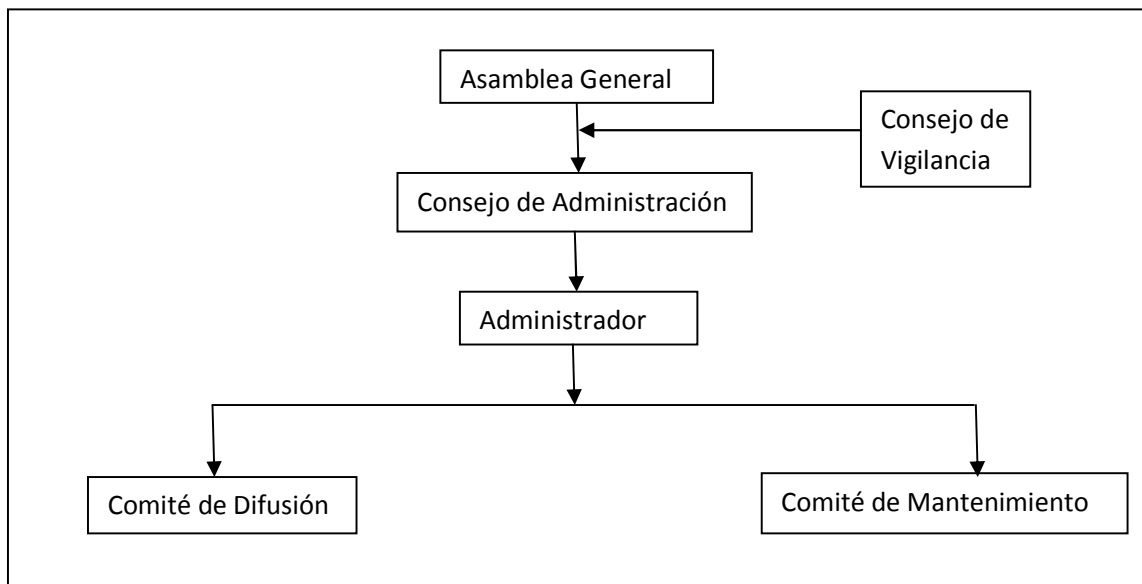 Asamblea General
Consejo de
Vigilancia
Consejo de Administración
Administrador
Comité de Difusión
Comité de Mantenimiento